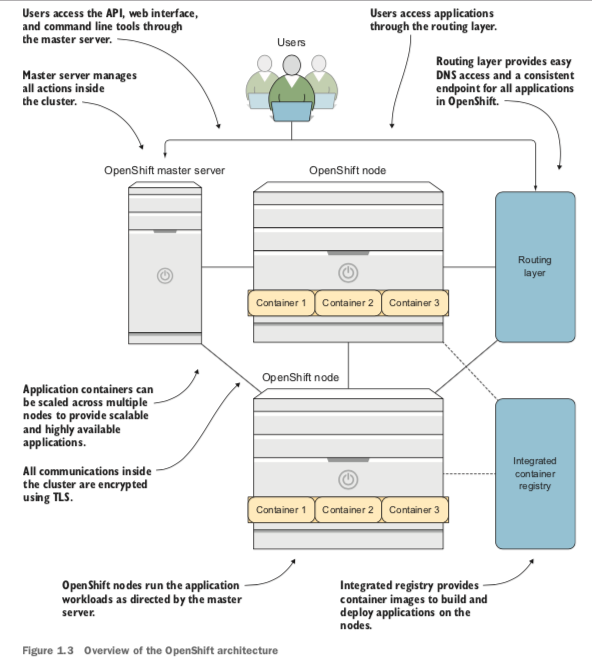 Users access the API, web interface,
and command line tools through
the master server.
Users access applications
through the routing layer.
Users
Master server manages
all actions inside
the cluster.
Routing layer provides easy
DNS access and a consistent
endpoint for all applications
in OpenShift.
OpenShift master server
OpenShift node
Routing
layer
Container 1
Container 2
Container 3
OpenShift node
Application containers can
be scaled across multiple
nodes to provide scalable
and highly available
applications.
All communications inside
the cluster are encrypted
using TLS.
Integrated
container
registry
Container 1
Container 2
Container 3
OpenShift nodes run the application
workloads as directed by the master
server.
Integrated registry provides
container images to build and
deploy applications on the
nodes.
Figure 1.3 Overview of the OpenShift architecture